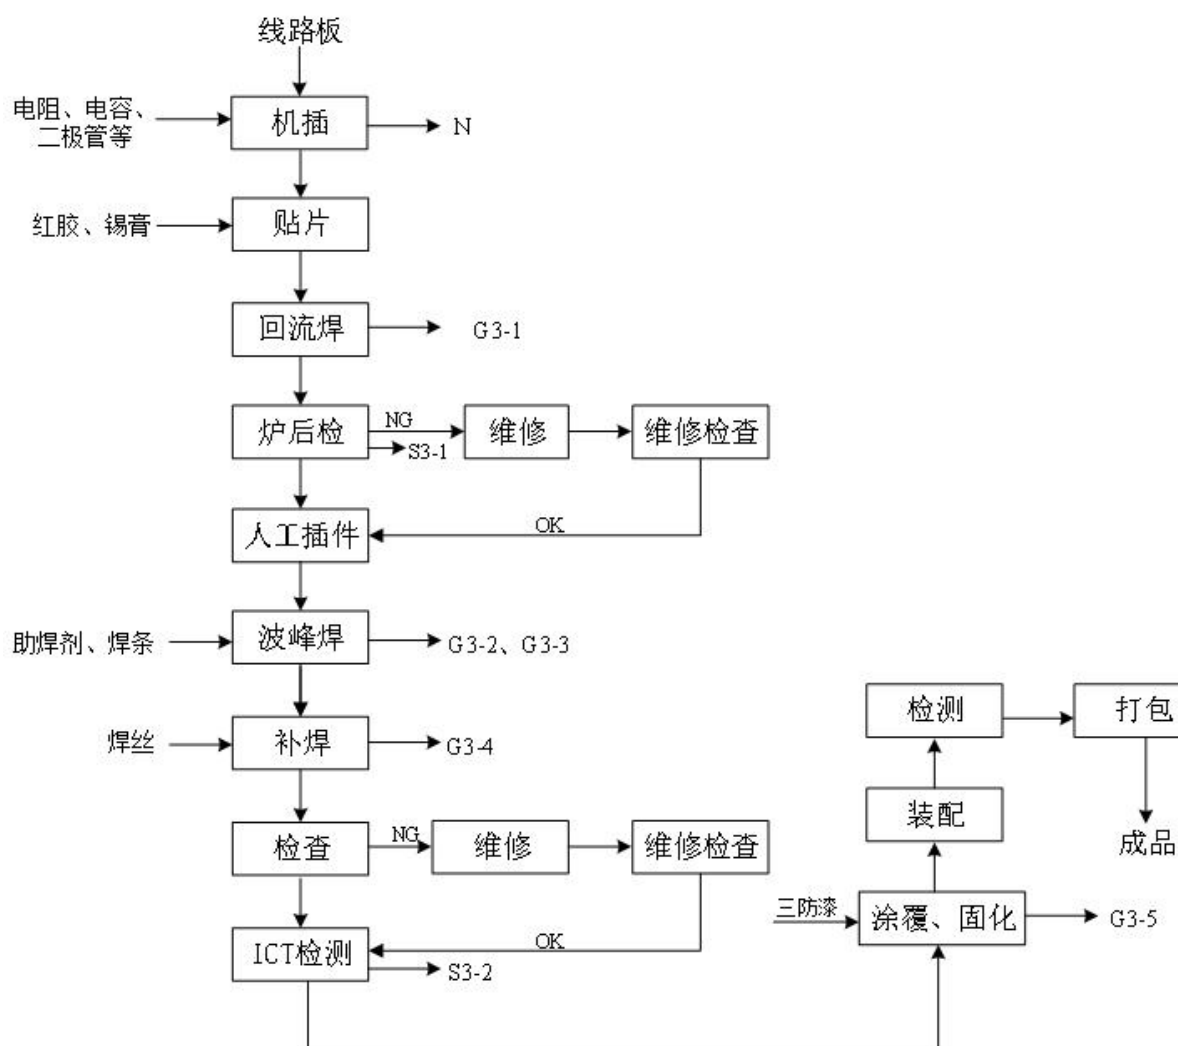 线路板
电阻、电容、
二极管等
机插
N
红胶、锡膏
贴片
回流焊
G3-1
炉后检
NG
S3-1
维修
维修检查
人工插件
OK
助焊剂、焊条
波峰焊
G3-2、G3-3
焊丝
补焊
G3-4
检查
NG
维修
维修检查
ICT检测
OK
S3-2
三防漆
涂覆、固化
G3-5
装配
检测
打包
成品